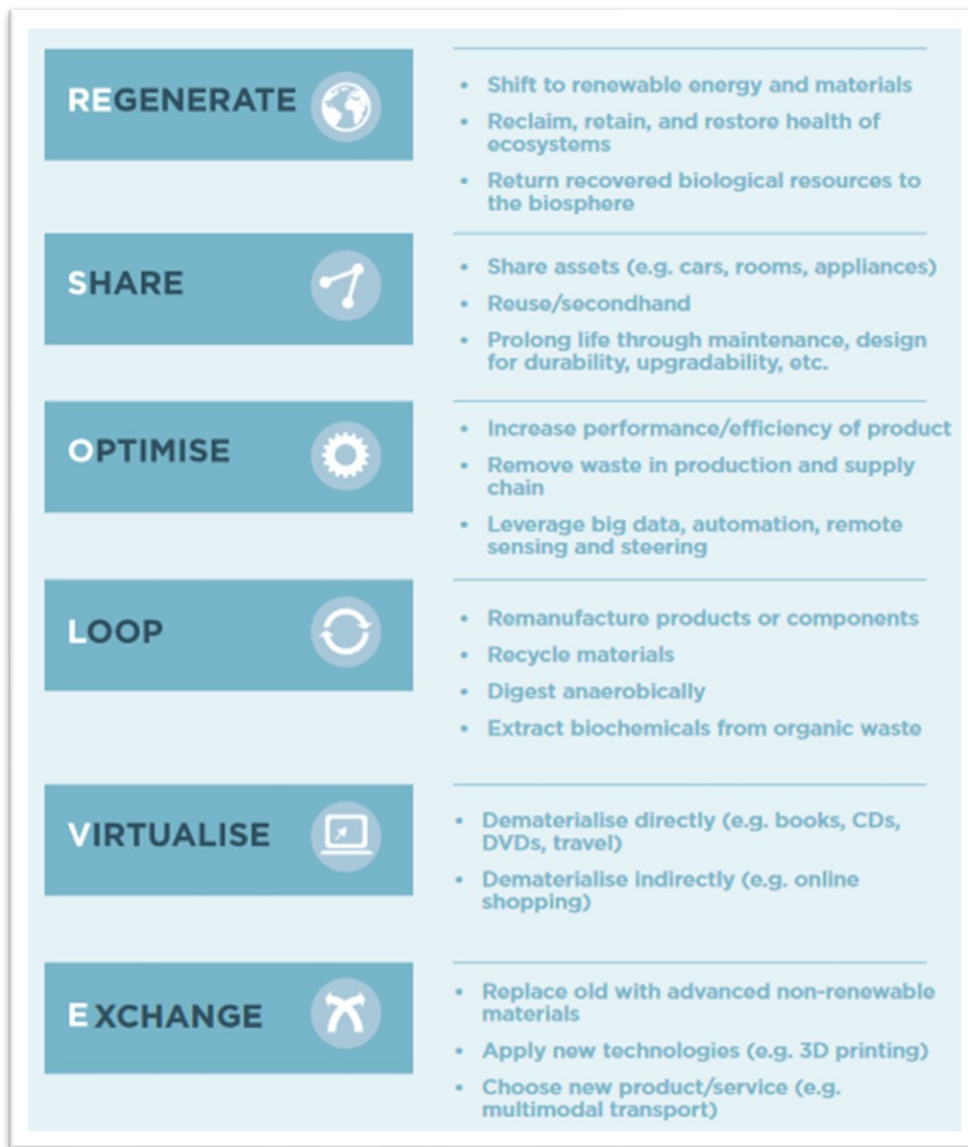 REGENERATE
• Shift to renewable energy and materials
• Reclaim, retain, and restore health of
ecosystems
• Return recovered biological resources to
the biosphere
SHARE
• Share assets (e.g. cars, rooms, appliances)
• Reuse/secondhand
• Prolong life through maintenance, design
for durability, upgradability, etc.
OPTIMISE
• Increase performance/efficiency of product
• Remove waste in production and supply
chain
• Leverage big data, automation, remote
sensing and steering
LOOP
• Remanufacture products or components
• Recycle materials
• Digest anaerobically
• Extract biochemicals from organic waste
VIRTUALISE
• Dematerialise directly (e.g. books, CDs,
DVDs, travel)
• Dematerialise indirectly (e.g. online
shopping)
E XCHANGE
• Replace old with advanced non-renewable
materials
• Apply new technologies (e.g. 3D printing)
• Choose new product/service (e.g.
multimodal transport)